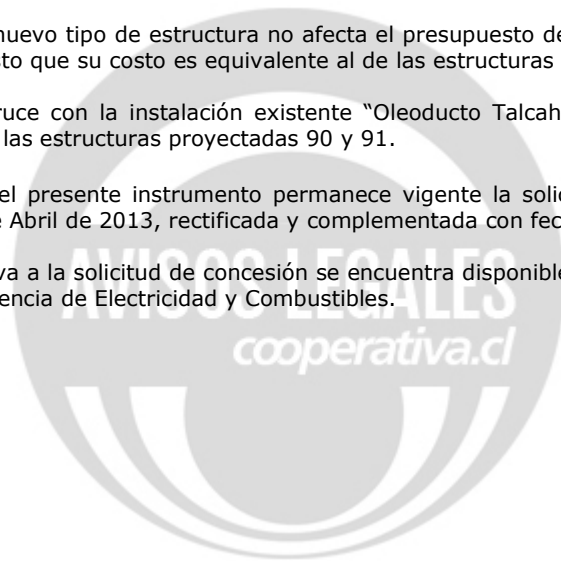 nuevo tipo de estructura no afecta el presupuesto de
sto que su costo es equivalente al de las estructuras
ruce con la instalación existente “Oleoducto Talcah
las estructuras proyectadas 90 y 91.
el presente instrumento permanece vigente la soli
e Abril de 2013, rectificada y complementada con fec
va a la solicitud de concesión se encuentra disponible
encia de Electricidad y Combustibles.
AVISOS LEGALES
cooperativa.cl